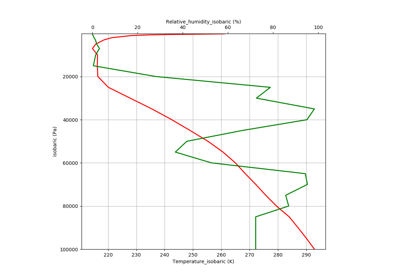 Relative_humidity_isobaric (%)
0 20 40 60 80 100
20000
40000
60000
80000
100000
Isobaric (Pa)
220 230 240 250 260 270 280 290
Temperature_isobaric (K)